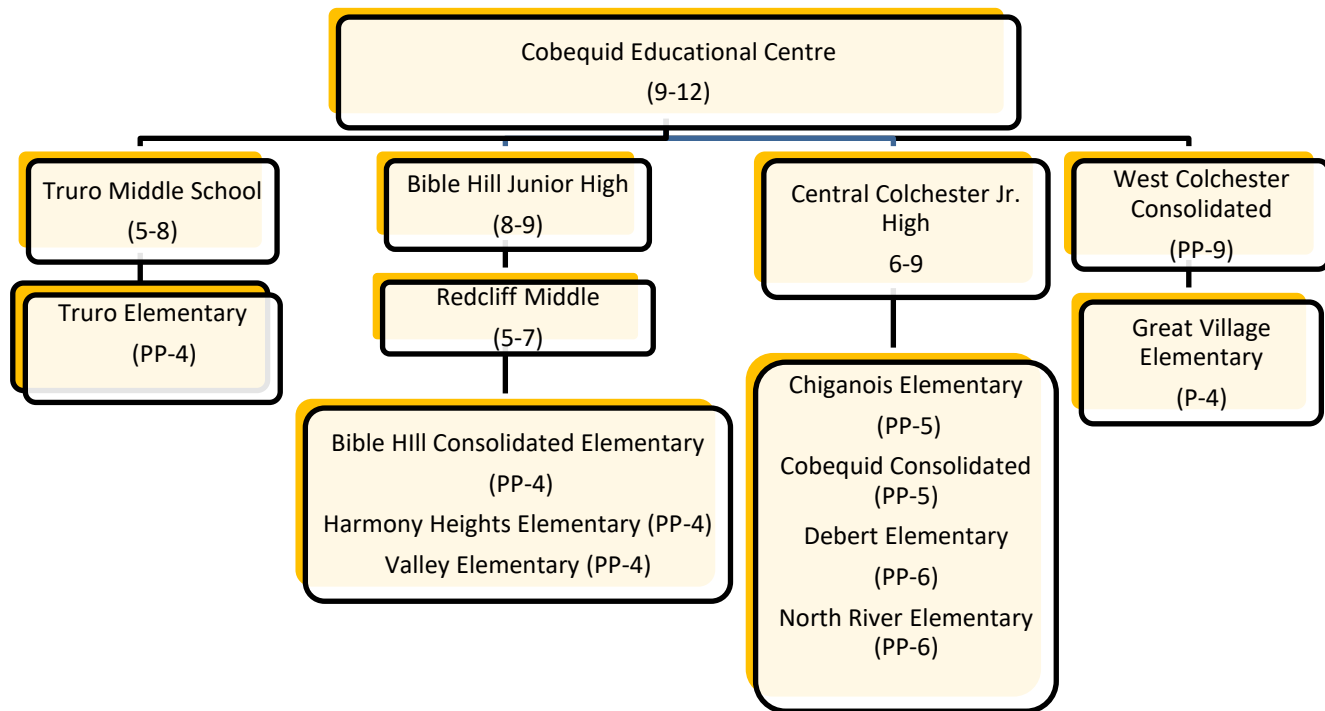 Cobequid Educational Centre
(9-12)
Truro Middle School
(5-8)
Truro Elementary
(PP-4)
Bible Hill Junior High
(8-9)
Redcliff Middle
(5-7)
Bible HIll Consolidated Elementary
(PP-4)
Harmony Heights Elementary (PP-4)
Valley Elementary (PP-4)
Central Colchester Jr.
High
6-9
Chiganois Elementary
(PP-5)
Cobequid Consolidated
(PP-5)
Debert Elementary
(PP-6)
North River Elementary
(PP-6)
West Colchester
Consolidated
(PP-9)
Great Village
Elementary
(P-4)